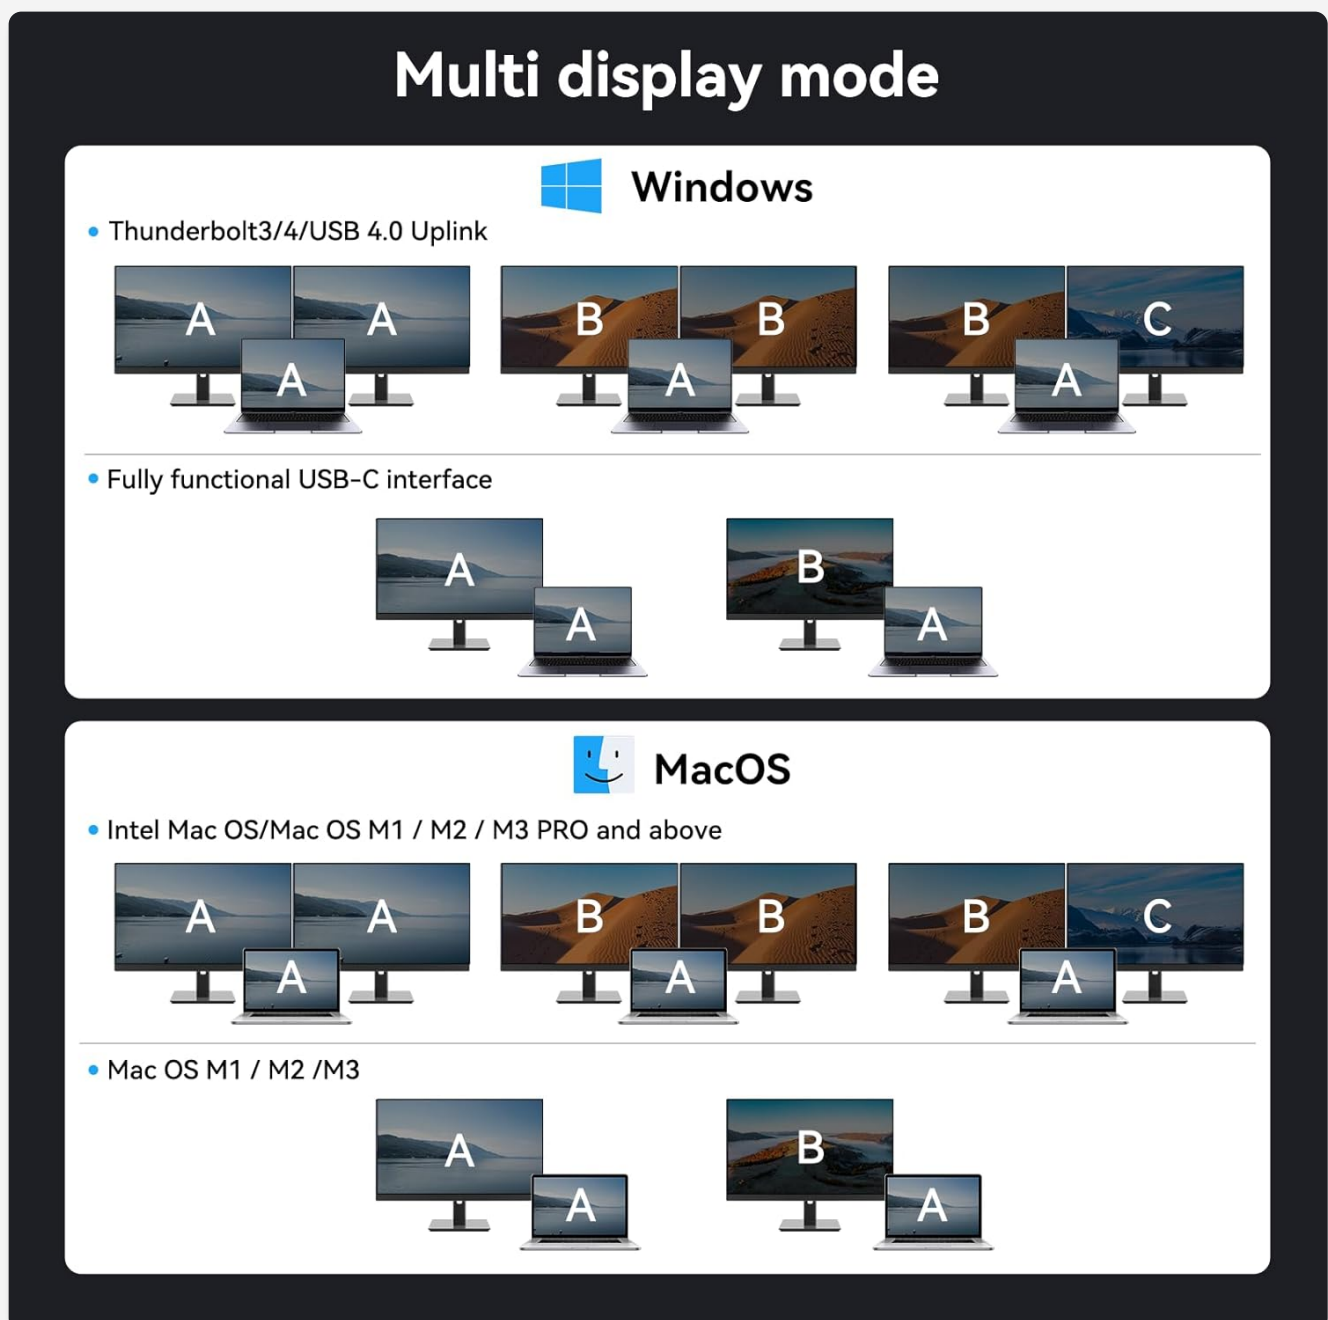 Multi display mode
Windows
Thunderbolt3/4/USB 4.0 Uplink
A A B B B C
A A A
Fully functional USB-C interface
A B
A A
MacOS
Intel Mac OS/Mac OS M1 / M2 / M3 PRO and above
A A B B B C
A A A
Mac OS M1 / M2 /M3
A B
A A